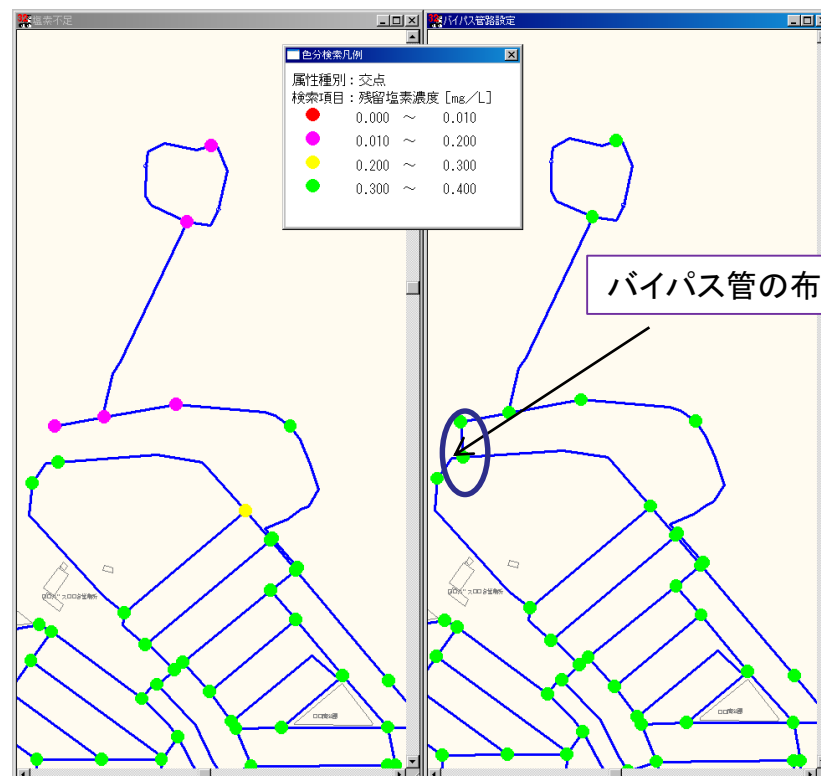 塩素不足
バイパス管路設定
色分検索凡例
属性種別：交点
検索項目：残留塩素濃度 [mg／L]
0.000 ～ 0.010
0.010 ～ 0.200
0.200 ～ 0.300
0.300 ～ 0.400
バイパス管の布